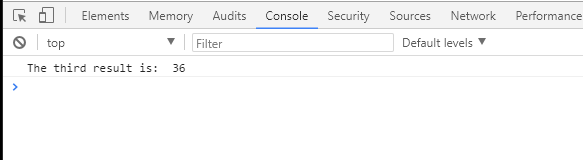 Elements Memory Audits Console Security Sources Network Performance
top Filter Default levels
The third result is:  36